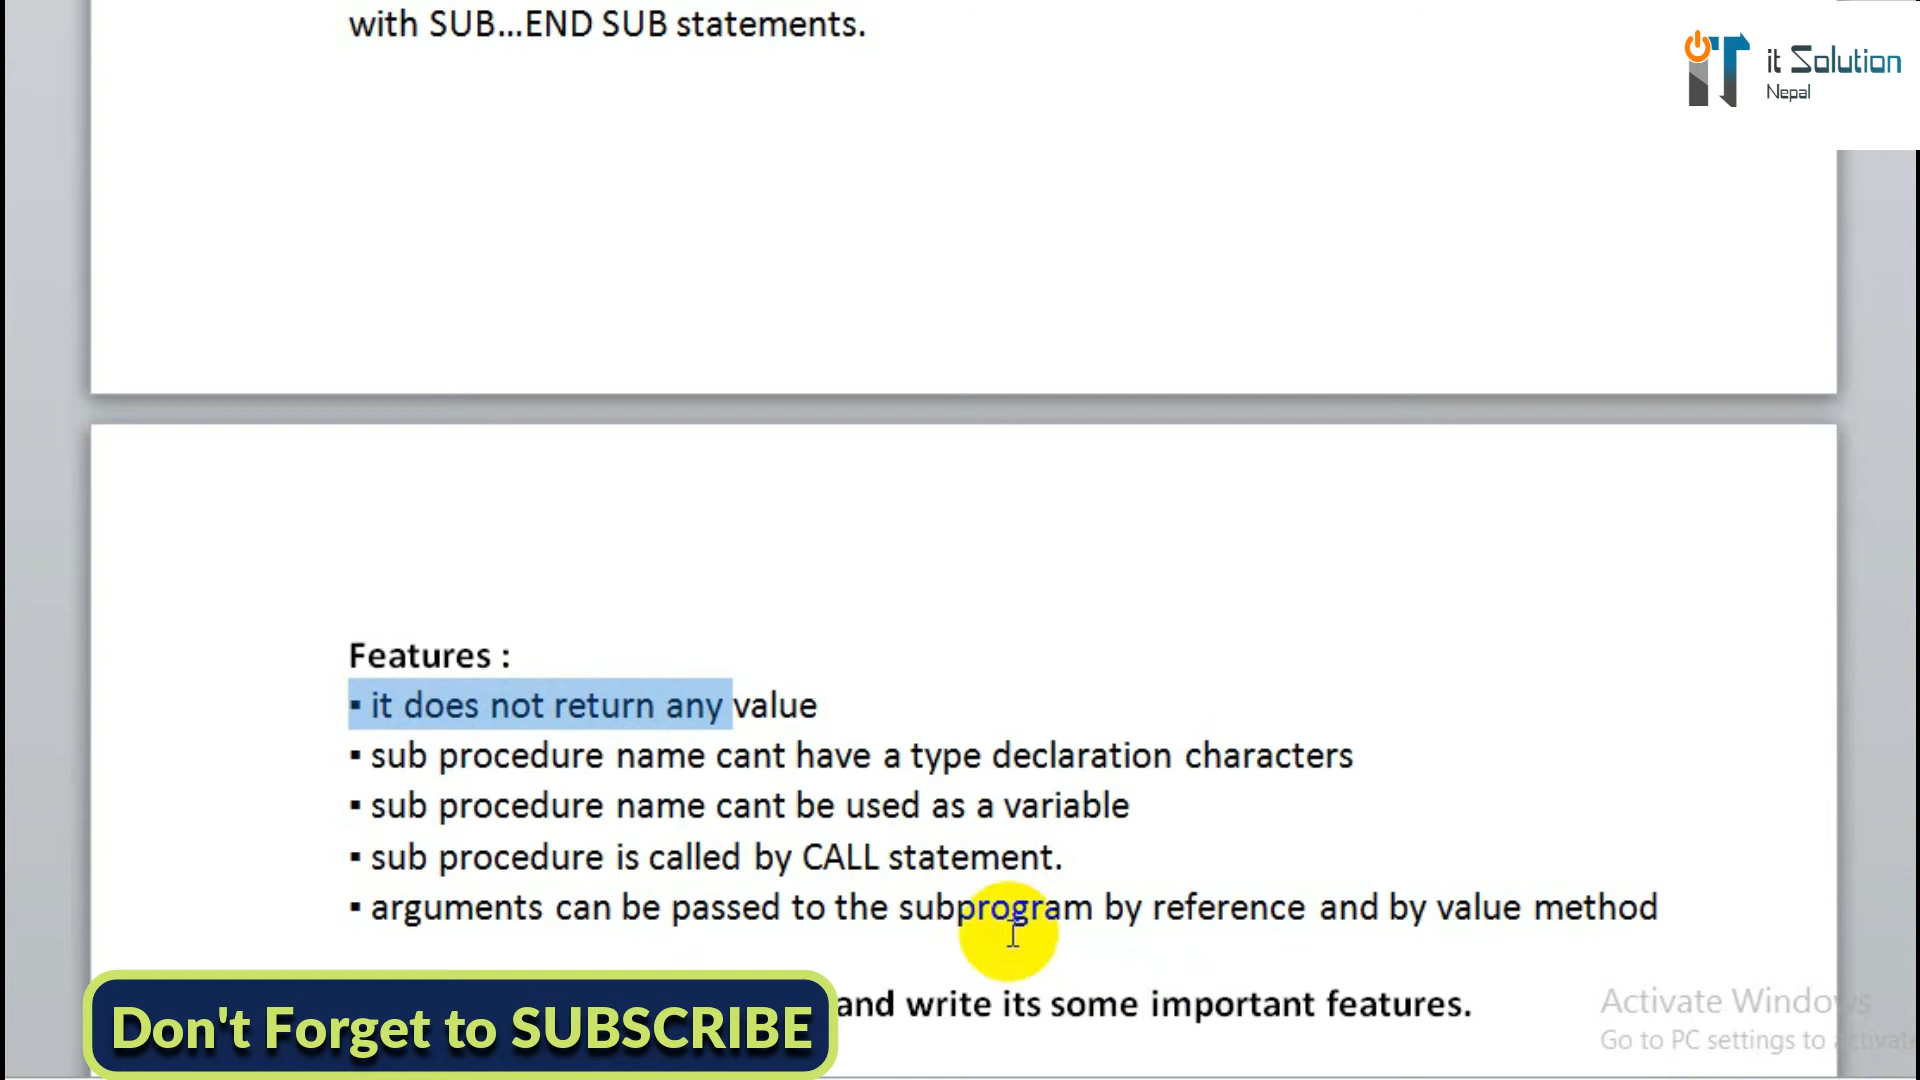 with SUB...END SUB statements.
it Solution
Nepal
Features :
▪ it does not return any value
▪ sub procedure name cant have a type declaration characters
▪ sub procedure name cant be used as a variable
▪ sub procedure is called by CALL statement.
▪ arguments can be passed to the subprogram by reference and by value method
and write its some important features.
Don't Forget to SUBSCRIBE
Activate Windows
Go to PC settings to activate